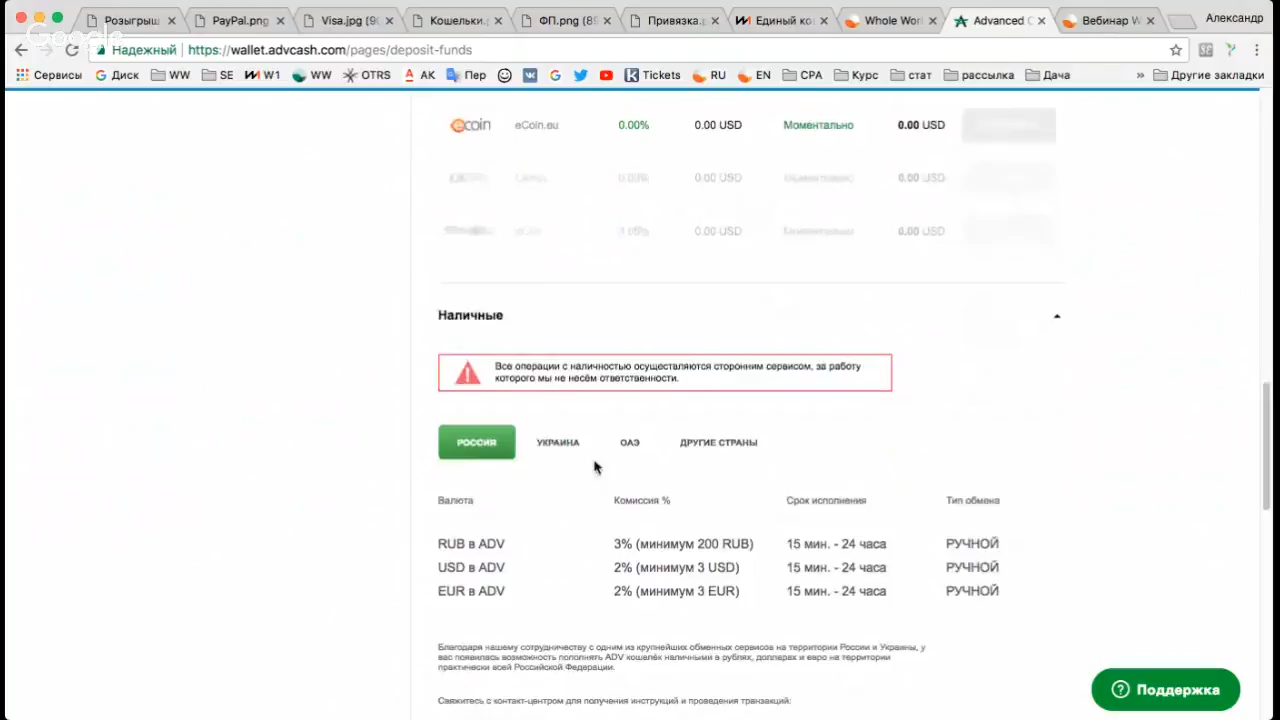 Розыгрыш
PayPal.png
Visa.jpg (9
Кошельки.р
ФП.png (8
Привязка.
Единый ко
Whole Worl
Advanced C
Вебинар W
Александр
Google
Надежный
https://wallet.advcash.com/pages/deposit-funds
Сервисы Диск WW SE W1 WW OTRS АК Пер Tickets RU EN CPA Курс стат рассылка Дача » Другие закладки
ecoin eCoin.eu 0.00% 0.00 USD Моментально 0.00 USD
0.00 USD 0.00 USD
0.00 USD 0.00 USD
Наличные
Все операции с наличностью осуществляются сторонним сервисом, за работу
которого мы не несём ответственности.
РОССИЯ УКРАИНА ОАЭ ДРУГИЕ СТРАНЫ
Валюта Комиссия % Срок исполнения Тип обмена
RUB в ADV 3% (минимум 200 RUB) 15 мин. - 24 часа РУЧНОЙ
USD в ADV 2% (минимум 3 USD) 15 мин. - 24 часа РУЧНОЙ
EUR в ADV 2% (минимум 3 EUR) 15 мин. - 24 часа РУЧНОЙ
Благодаря нашему сотрудничеству с одним из крупнейших обменных сервисов на территории России и Украины, у
вас появилась возможность пополнять ADV кошелёк наличными в рублях, долларах и евро на территории
практически всей Российской Федерации.
Свяжитесь с контакт-центром для получения инструкций и проведения транзакций:
Поддержка